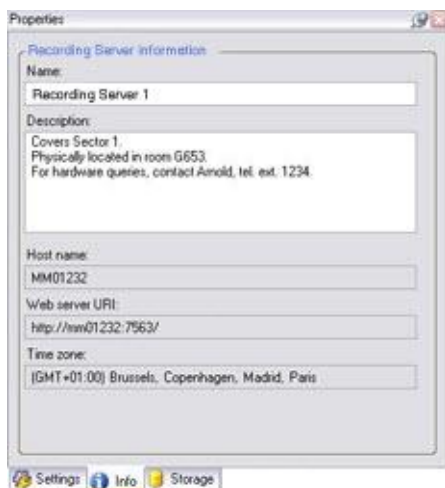 Properties
Recording Server information
Name:
Recording Server 1
Description:
Covers Sector 1.
Physically located in room G653.
For hardware queries, contact Arnold, tel. ext. 1234.
Host name:
MM01232
Web server URI:
http://mm01232:7563/
Time zone:
(GMT+01:00) Brussels, Copenhagen, Madrid, Paris
Settings Info Storage